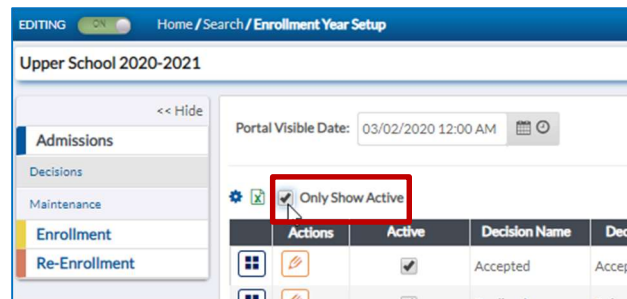 EDITING ON Home / Search / Enrollment Year Setup
Upper School 2020-2021
<< Hide
Admissions
Decisions
Maintenance
Enrollment
Re-Enrollment
Portal Visible Date: 03/02/2020 12:00 AM
Only Show Active
Actions Active Decision Name
Accepted